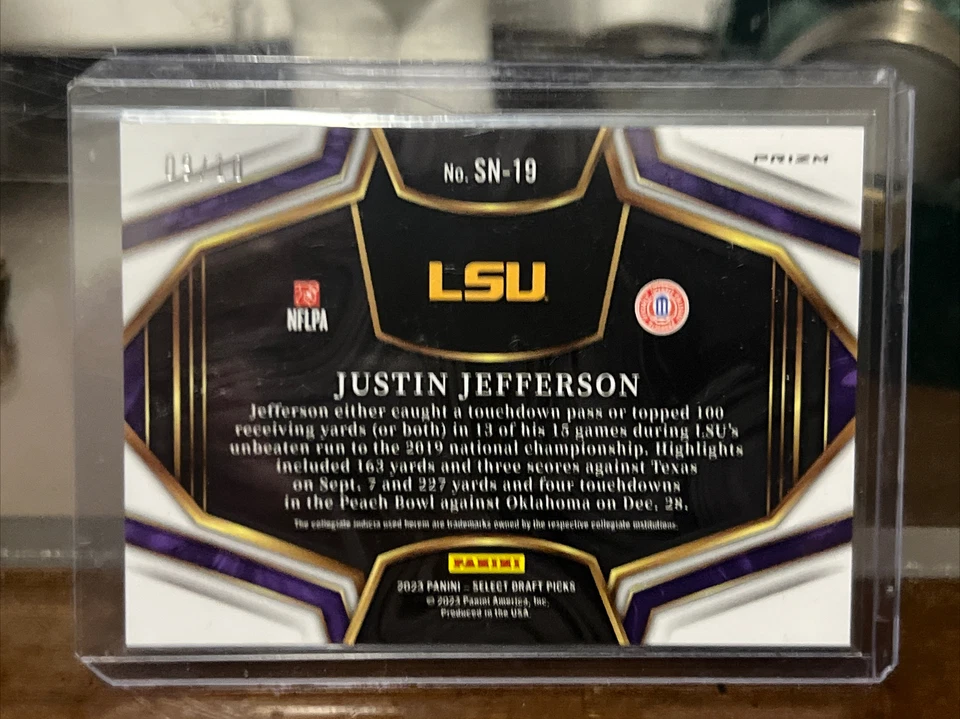 09/10
No. SN-19
PRIZM
LSU
NFLPA
JUSTIN JEFFERSON
Jefferson either caught a touchdown pass or topped 100
receiving yards (or both) in 13 of his 15 games during LSU's
unbeaten run to the 2019 national championship. Highlights
included 163 yards and three scores against Texas
on Sept. 7 and 227 yards and four touchdowns
in the Peach Bowl against Oklahoma on Dec. 28.
The collegiate indicia used herein are trademarks owned by the respective collegiate institutions.
PANINI
2023 PANINI – SELECT DRAFT PICKS
© 2023 Panini America, Inc.
Produced in the USA.